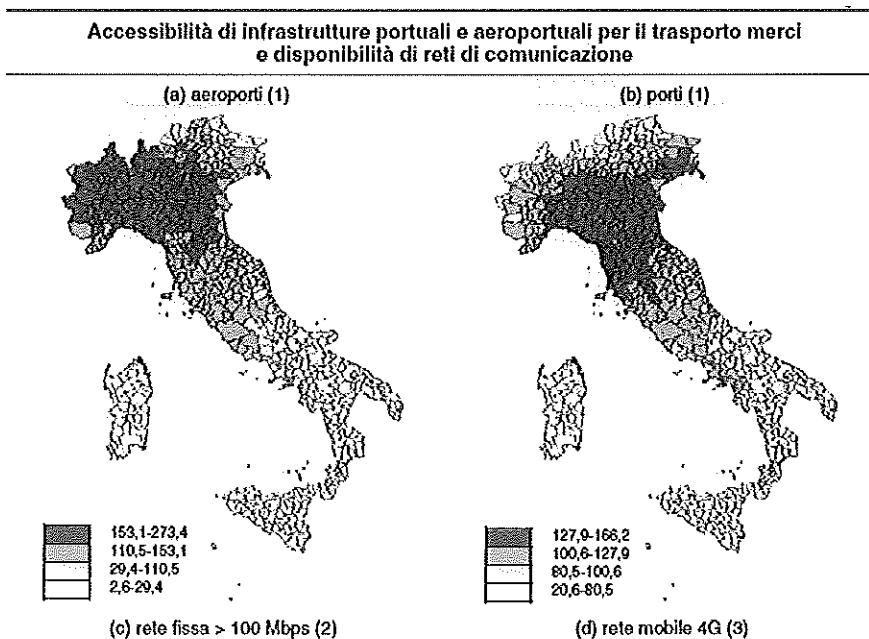 Accessibilità di infrastrutture portuali e aeroportuali per il trasporto merci
e disponibilità di reti di comunicazione
(a) aeroporti (1)
(b) porti (1)
153,1-273,4
110,5-153,1
29,4-110,5
2,6-29,4
127,9-166,2
100,6-127,9
80,5-100,6
20,6-80,5
(c) rete fissa > 100 Mbps (2)
(d) rete mobile 4G (3)